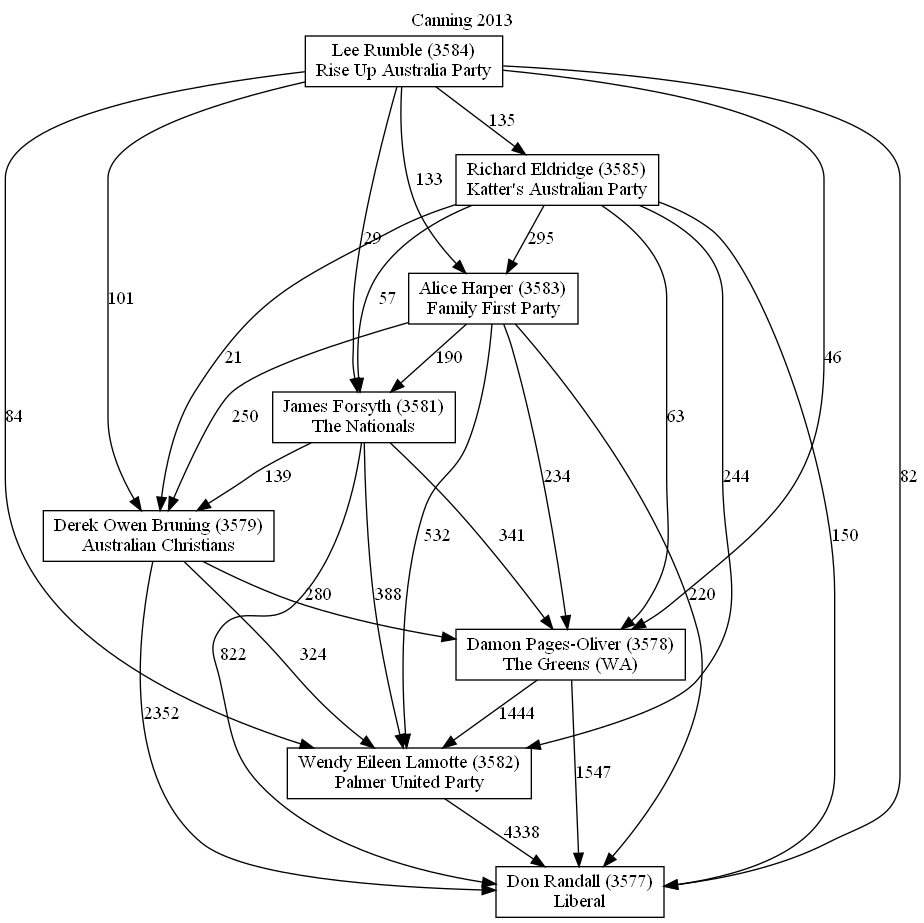 Canning 2013
Lee Rumble (3584)
Rise Up Australia Party
135
Richard Eldridge (3585)
Katter's Australian Party
133
29
295
Alice Harper (3583)
Family First Party
101
57
21
190
46
James Forsyth (3581)
The Nationals
84
250
63
139
234
244
82
Derek Owen Bruning (3579)
Australian Christians
532
341
150
280
388
220
Damon Pages-Oliver (3578)
The Greens (WA)
822
324
2352
1444
Wendy Eileen Lamotte (3582)
Palmer United Party
1547
4338
Don Randall (3577)
Liberal